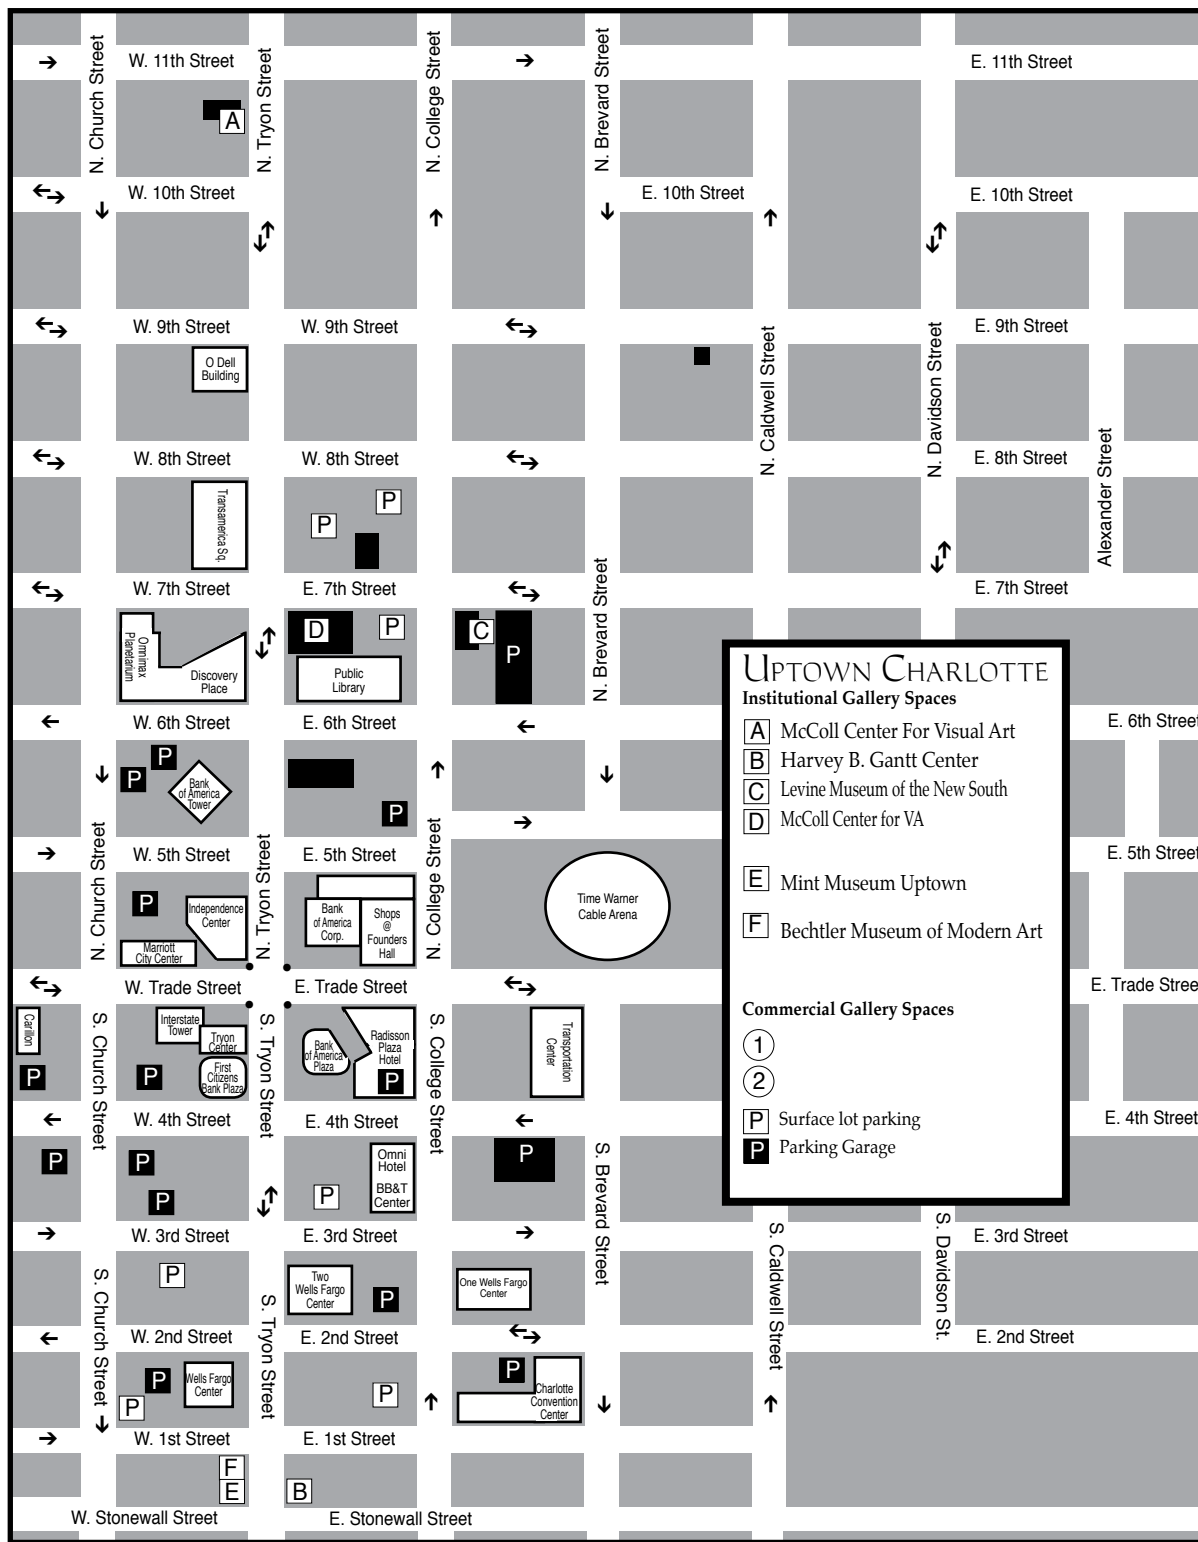 N. Church Street
N. Tryon Street
N. College Street
N. Brevard Street
W. 11th Street
E. 11th Street
A
W. 10th Street
E. 10th Street
E. 10th Street
W. 9th Street
W. 9th Street
E. 9th Street
O Dell
Building
N. Caldwell Street
N. Davidson Street
Alexander Street
W. 8th Street
W. 8th Street
E. 8th Street
Transamerica Sq.
P
P
W. 7th Street
E. 7th Street
E. 7th Street
Omnimax
Planetarium
Discovery
Place
D
P
Public
Library
C
P
N. Brevard Street
W. 6th Street
E. 6th Street
E. 6th Street
P
P
Bank
of America
Tower
P
N. Church Street
N. Tryon Street
N. College Street
W. 5th Street
E. 5th Street
E. 5th Street
P
Independence
Center
Marriott
City Center
Bank
of America
Corp.
Shops
@
Founders
Hall
Time Warner
Cable Arena
W. Trade Street
E. Trade Street
E. Trade Stree
Carillon
P
S. Church Street
Interstate
Tower
Tryon
Center
First
Citizens
Bank Plaza
P
S. Tryon Street
Bank
of America
Plaza
Radisson
Plaza
Hotel
P
S. College Street
Transportation
Center
W. 4th Street
E. 4th Street
E. 4th Street
P
P
P
P
Omni
Hotel
BB&T
Center
P
S. Brevard Street
W. 3rd Street
E. 3rd Street
E. 3rd Street
S. Caldwell Street
S. Davidson St.
S. Church Street
P
S. Tryon Street
Two
Wells Fargo
Center
P
One Wells Fargo
Center
W. 2nd Street
E. 2nd Street
E. 2nd Street
P
P
Wells Fargo
Center
P
P
Charlotte
Convention
Center
W. 1st Street
E. 1st Street
F
E
B
W. Stonewall Street
E. Stonewall Street
UPTOWN CHARLOTTE
Institutional Gallery Spaces
A McColl Center For Visual Art
B Harvey B. Gantt Center
C Levine Museum of the New South
D McColl Center for VA
E Mint Museum Uptown
F Bechtler Museum of Modern Art
Commercial Gallery Spaces
1
2
P Surface lot parking
P Parking Garage